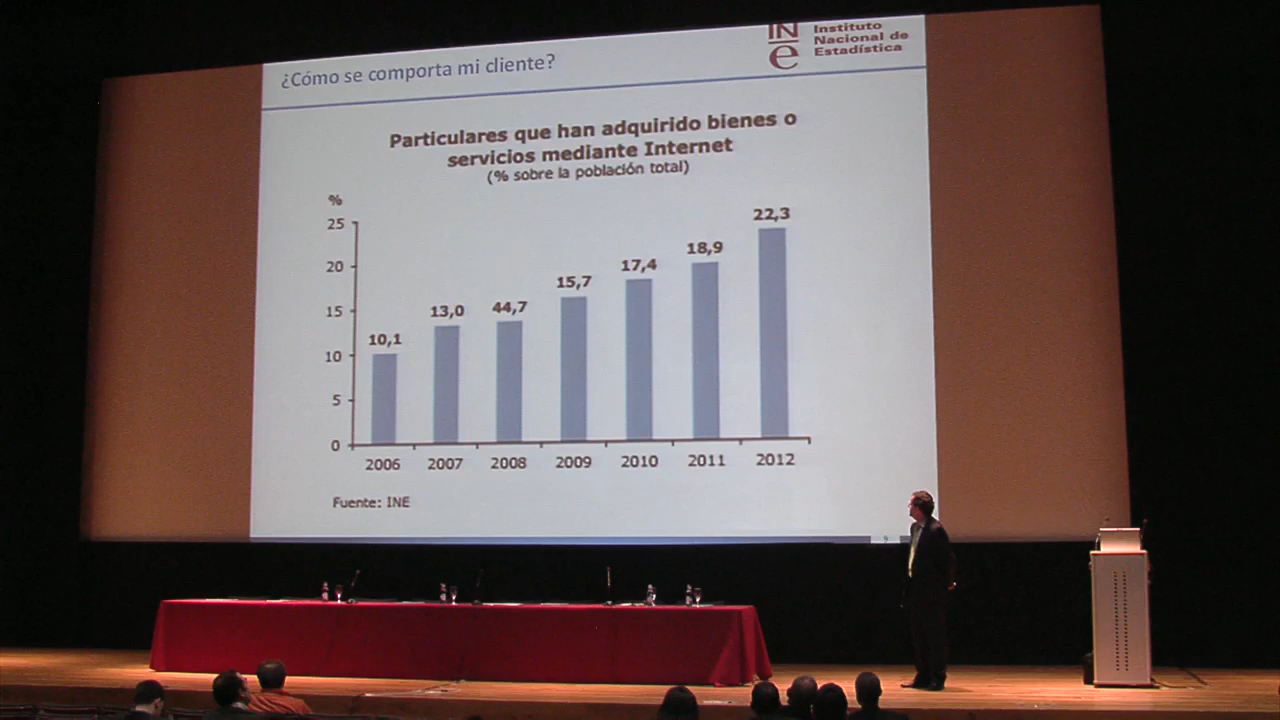 ¿Cómo se comporta mi cliente?
INe
Instituto
Nacional de
Estadística
Particulares que han adquirido bienes o
servicios mediante Internet
(% sobre la población total)
%
25
20
15
10
5
0
10,1
13,0
44,7
15,7
17,4
18,9
22,3
2006 2007 2008 2009 2010 2011 2012
Fuente: INE
9